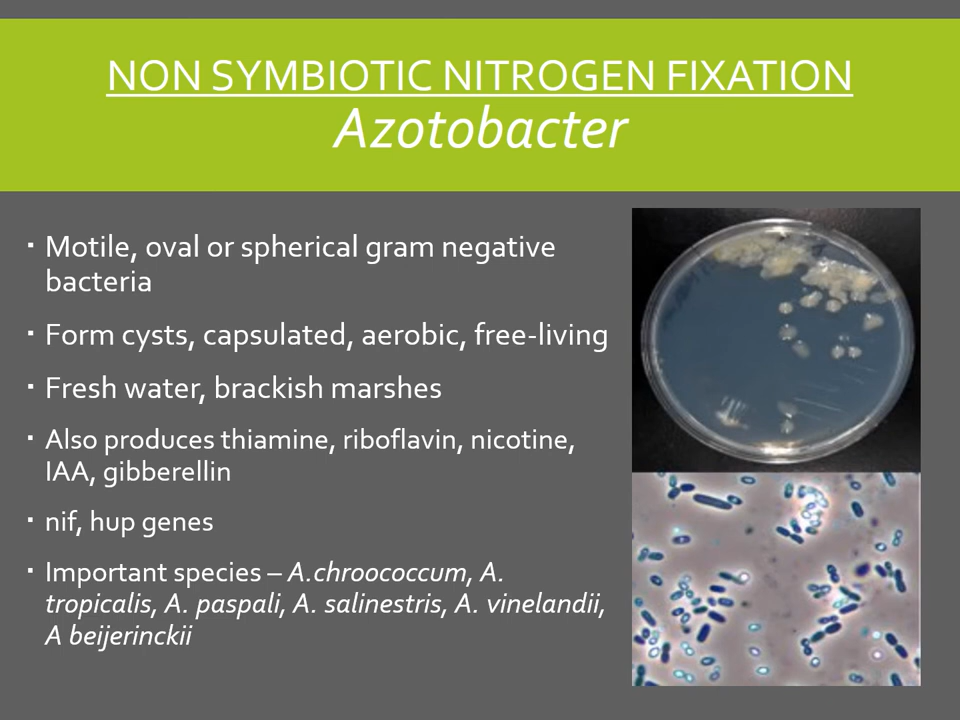 NON SYMBIOTIC NITROGEN FIXATION
Azotobacter
▪ Motile, oval or spherical gram negative
bacteria
▪ Form cysts, capsulated, aerobic, free-living
▪ Fresh water, brackish marshes
▪ Also produces thiamine, riboflavin, nicotine,
IAA, gibberellin
▪ nif, hup genes
▪ Important species – A.chroococcum, A.
tropicalis, A. paspali, A. salinestris, A. vinelandii,
A beijerinckii